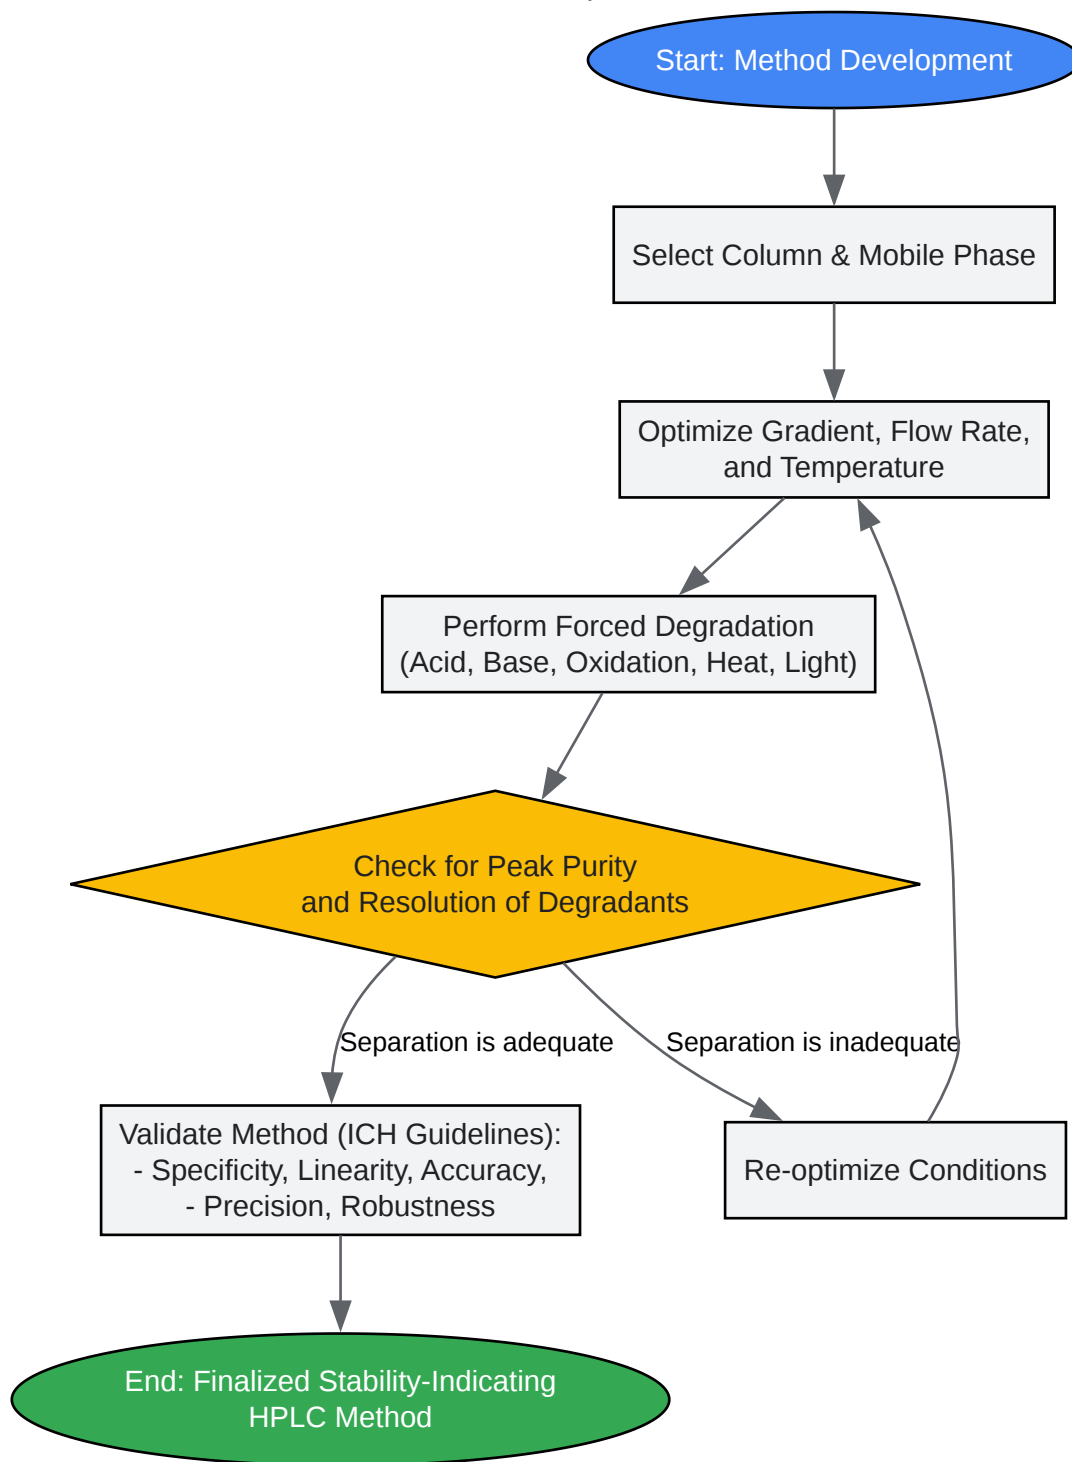 Start: Method Development
Select Column & Mobile Phase
Optimize Gradient, Flow Rate,
and Temperature
Perform Forced Degradation
(Acid, Base, Oxidation, Heat, Light)
Check for Peak Purity
and Resolution of Degradants
Separation is adequate
Separation is inadequate
Validate Method (ICH Guidelines):
- Specificity, Linearity, Accuracy,
- Precision, Robustness
Re-optimize Conditions
End: Finalized Stability-Indicating
HPLC Method